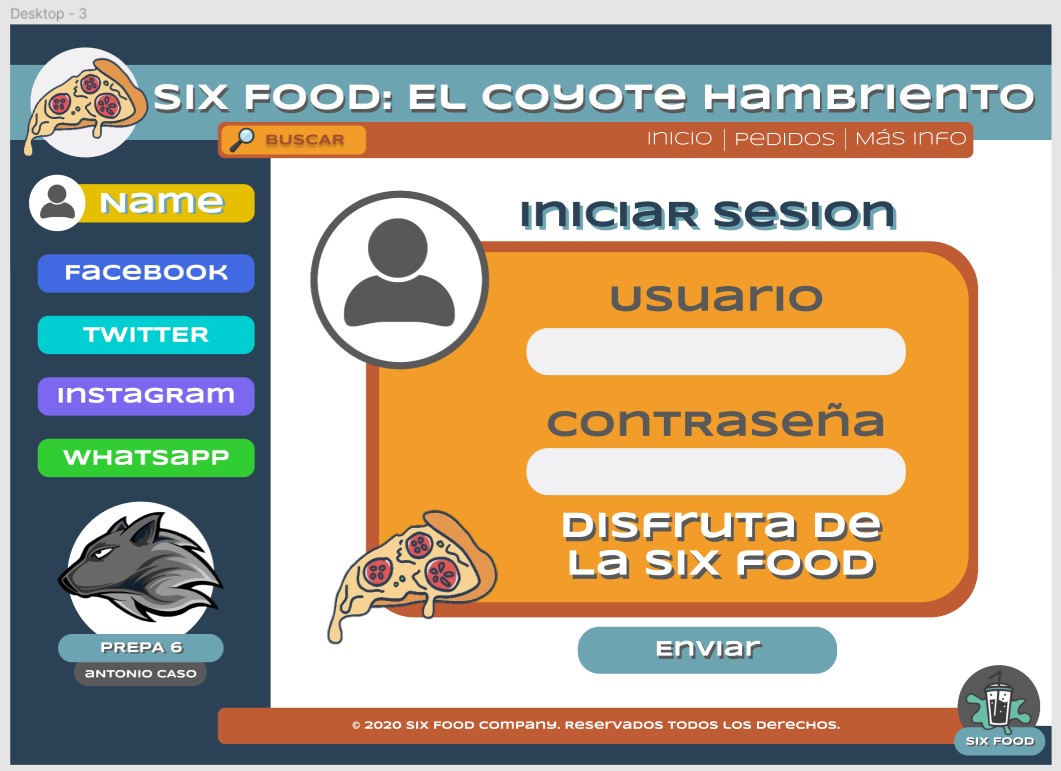 Desktop - 3
SIX FOOD: EL COYOTE HAMBRIENTO
BUSCAR
INICIO | PEDIDOS | MÁS INFO
Name
INICIAR SESION
FACEBOOK
USUARIO
TWITTER
INSTAGRAM
CONTRASEÑA
WHATSAPP
DISFRUTA DE
LA SIX FOOD
PREPA 6
ANTONIO CASO
ENVIAR
© 2020 SIX FOOD COMPANY. RESERVADOS TODOS LOS DERECHOS.
SIX FOOD